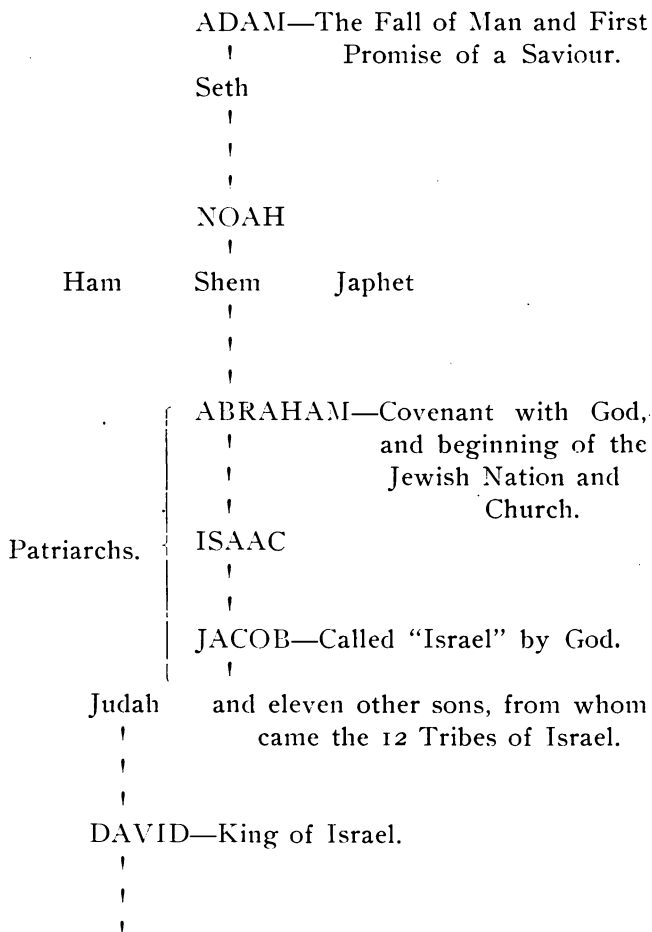 ADAM—The Fall of Man and First
Promise of a Saviour.
Seth
NOAH
Ham Shem Japhet
ABRAHAM—Covenant with God,
and beginning of the
Jewish Nation and
Church.
Patriarchs. ISAAC
JACOB—Called "Israel" by God.
Judah and eleven other sons, from whom
came the 12 Tribes of Israel.
DAVID—King of Israel.